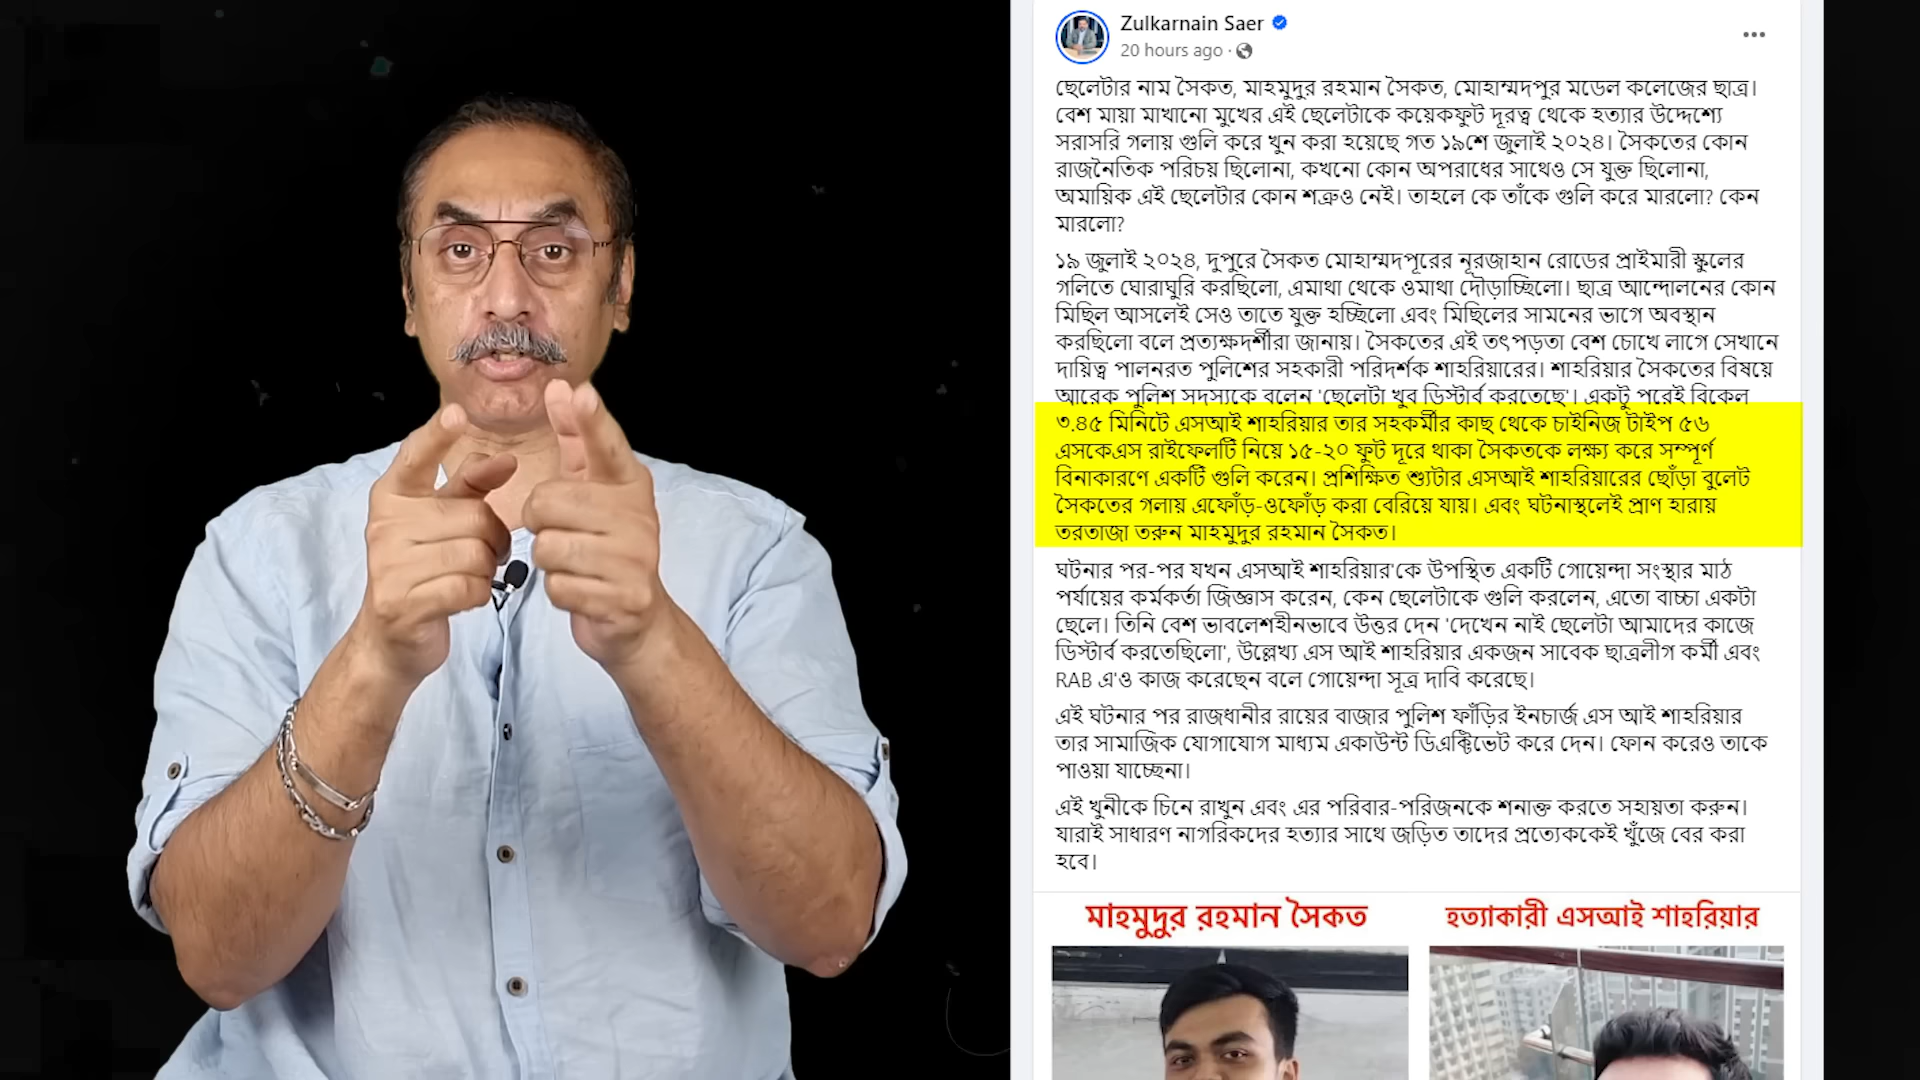 Zulkarnain Saer
20 hours ago
ছেলেটার নাম সৈকত, মাহমুদুর রহমান সৈকত, মোহাম্মদপুর মডেল কলেজের ছাত্র।
বেশ মায়া মাখানো মুখের এই ছেলেটাকে কয়েকফুট দূরত্ব থেকে হত্যার উদ্দেশ্যে
সরাসরি গলায় গুলি করে খুন করা হয়েছে গত ১৯শে জুলাই ২০২৪। সৈকতের কোন
রাজনৈতিক পরিচয় ছিলোনা, কখনো কোন অপরাধের সাথেও সে যুক্ত ছিলোনা,
অমায়িক এই ছেলেটার কোন শত্রুও নেই। তাহলে কে তাঁকে গুলি করে মারলো? কেন
মারলো?
১৯ জুলাই ২০২৪, দুপুরে সৈকত মোহাম্মদপূরের নূরজাহান রোডের প্রাইমারী স্কুলের
গলিতে ঘোরাঘুরি করছিলো, এমাথা থেকে ওমাথা দৌড়াচ্ছিলো। ছাত্র আন্দোলনের কোন
মিছিল আসলেই সেও তাতে যুক্ত হচ্ছিলো এবং মিছিলের সামনের ভাগে অবস্থান
করছিলো বলে প্রত্যক্ষদর্শীরা জানায়। সৈকতের এই তৎপড়তা বেশ চোখে লাগে সেখানে
দায়িত্ব পালনরত পুলিশের সহকারী পরিদর্শক শাহরিয়ারের। শাহরিয়ার সৈকতের বিষয়ে
আরেক পুলিশ সদস্যকে বলেন 'ছেলেটা খুব ডিস্টার্ব করতেছে'। একটু পরেই বিকেল
৩.৪৫ মিনিটে এসআই শাহরিয়ার তার সহকর্মীর কাছ থেকে চাইনিজ টাইপ ৫৬
এসকেএস রাইফেলটি নিয়ে ১৫-২০ ফুট দূরে থাকা সৈকতকে লক্ষ্য করে সম্পূর্ণ
বিনাকারণে একটি গুলি করেন। প্রশিক্ষিত শ্যুটার এসআই শাহরিয়ারের ছোঁড়া বুলেট
সৈকতের গলায় এফোঁড়-ওফোঁড় করা বেরিয়ে যায়। এবং ঘটনাস্থলেই প্রাণ হারায়
তরতাজা তরুন মাহমুদুর রহমান সৈকত।
ঘটনার পর-পর যখন এসআই শাহরিয়ার'কে উপস্থিত একটি গোয়েন্দা সংস্থার মাঠ
পর্যায়ের কর্মকর্তা জিজ্ঞাস করেন, কেন ছেলেটাকে গুলি করলেন, এতো বাচ্চা একটা
ছেলে। তিনি বেশ ভাবলেশহীনভাবে উত্তর দেন 'দেখেন নাই ছেলেটা আমাদের কাজে
ডিস্টার্ব করতেছিলো', উল্লেখ্য এস আই শাহরিয়ার একজন সাবেক ছাত্রলীগ কর্মী এবং
RAB এ'ও কাজ করেছেন বলে গোয়েন্দা সূত্র দাবি করেছে।
এই ঘটনার পর রাজধানীর রায়ের বাজার পুলিশ ফাঁড়ির ইনচার্জ এস আই শাহরিয়ার
তার সামাজিক যোগাযোগ মাধ্যম একাউন্ট ডিএক্টিভেট করে দেন। ফোন করেও তাকে
পাওয়া যাচ্ছেনা।
এই খুনীকে চিনে রাখুন এবং এর পরিবার-পরিজনকে শনাক্ত করতে সহায়তা করুন।
যারাই সাধারণ নাগরিকদের হত্যার সাথে জড়িত তাদের প্রত্যেককেই খুঁজে বের করা
হবে।
মাহমুদুর রহমান সৈকত
হত্যাকারী এসআই শাহরিয়ার